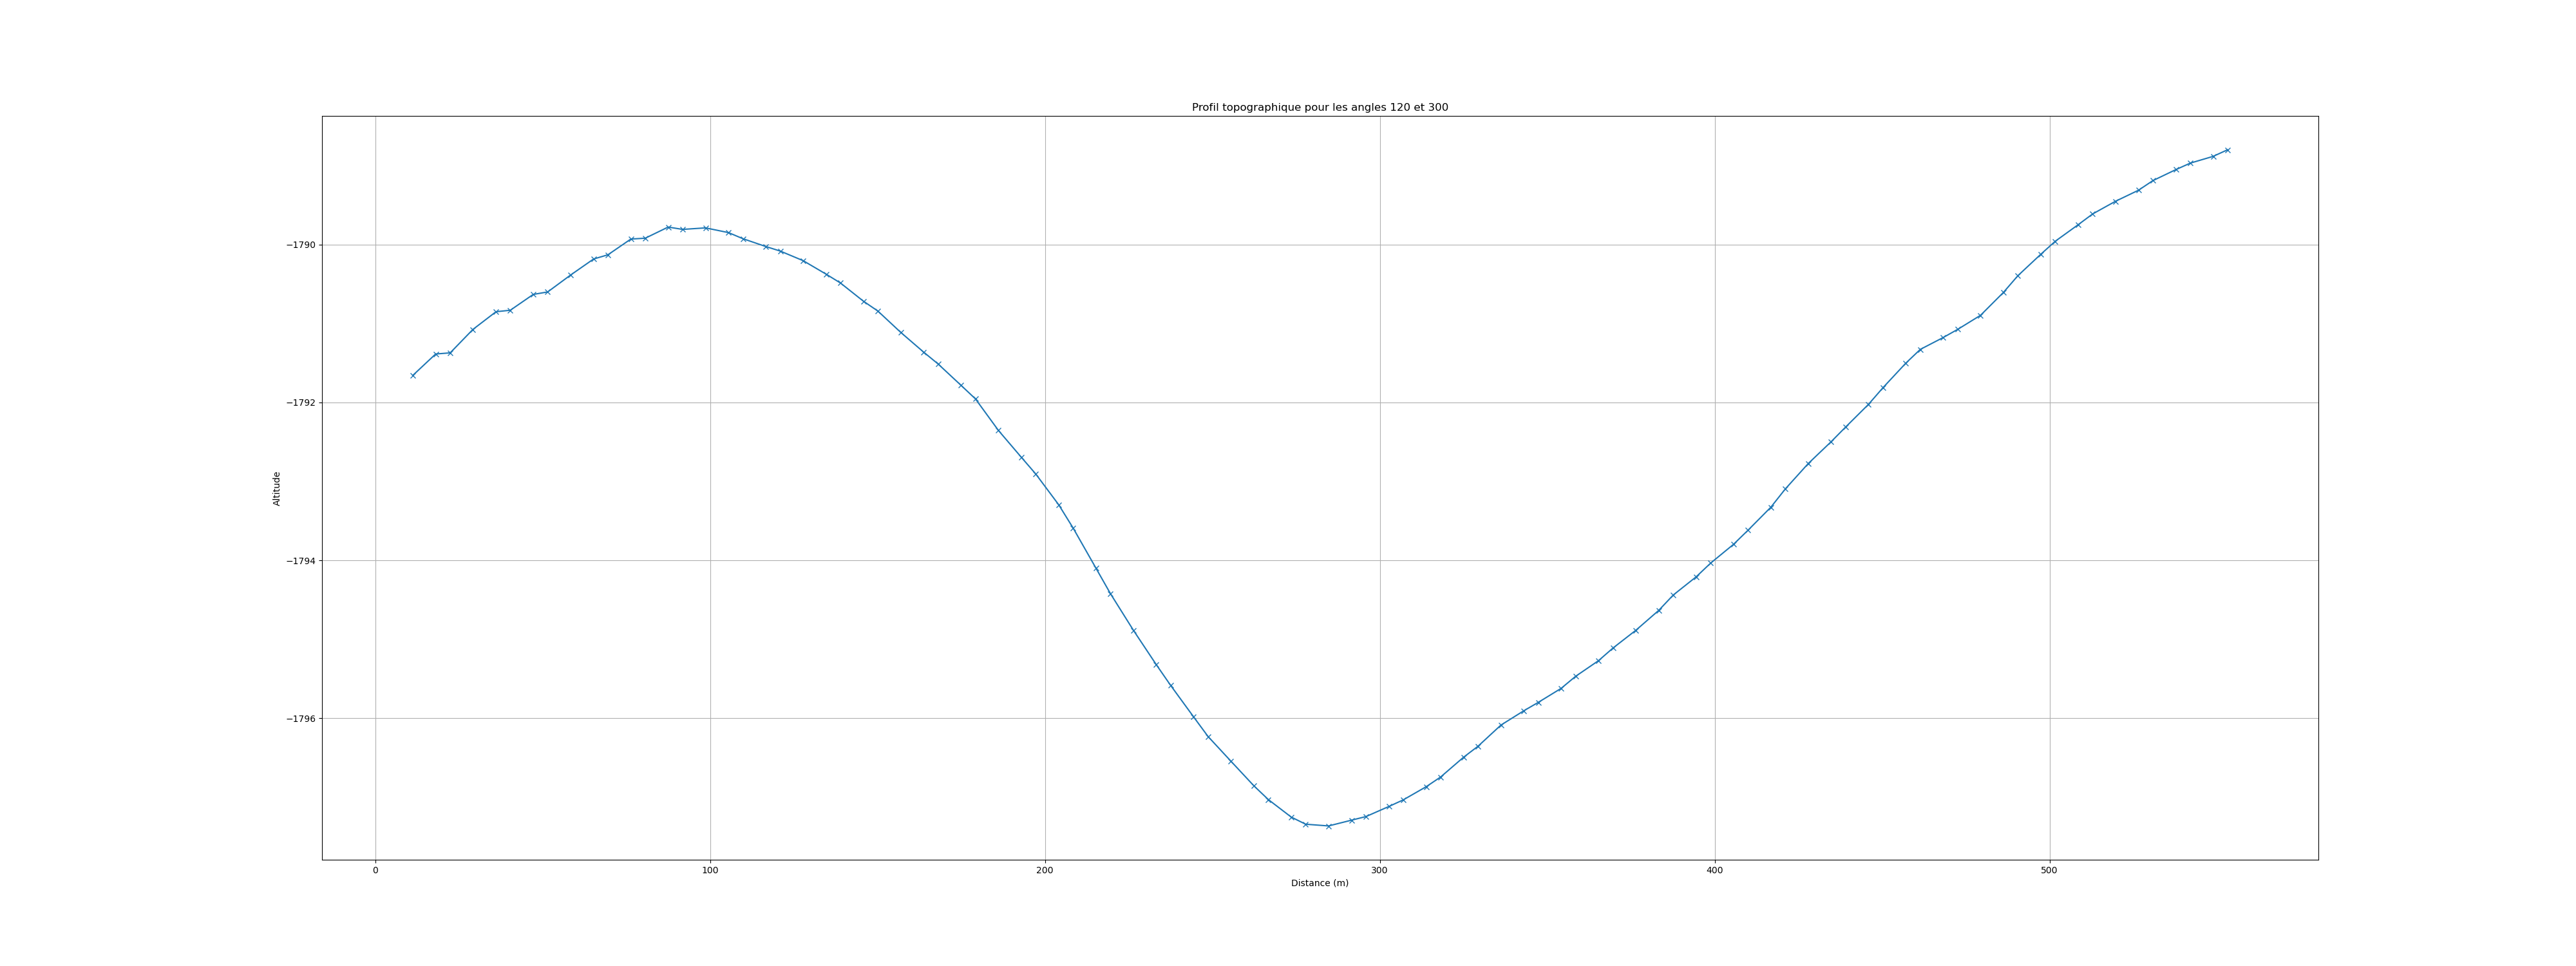 Profil topographique pour les angles 120 et 300
Altitude
−1790
−1792
−1794
−1796
0 100 200 300 400 500
Distance (m)